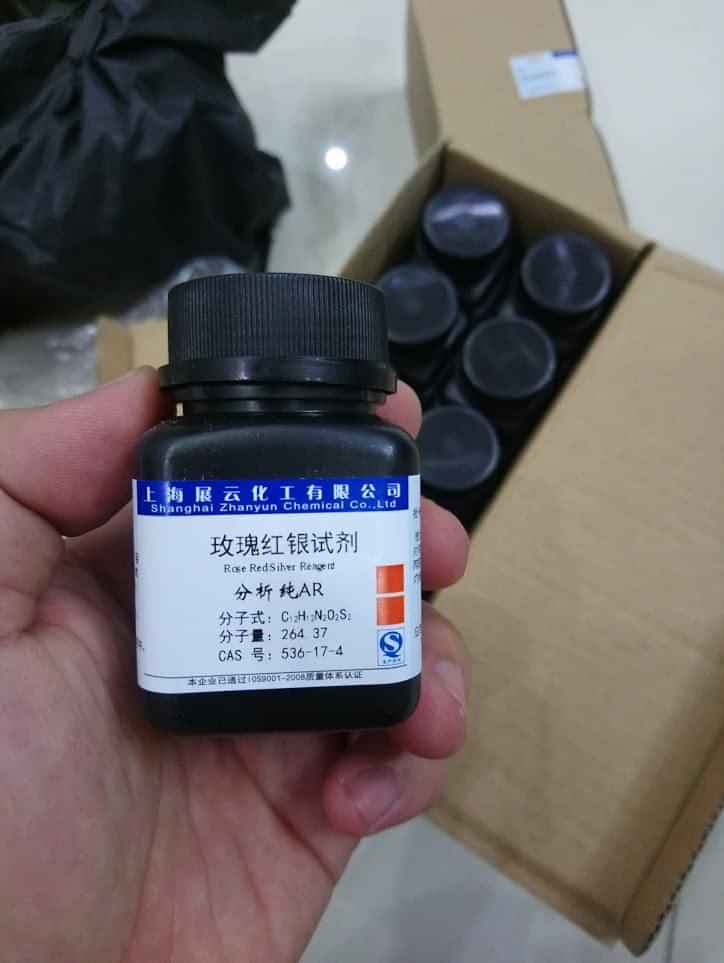 上海展云化工有限公司
Shanghai Zhanyun Chemical Co.,Ltd
玫瑰红银试剂
Rose Red Silver Reagent
分析纯AR
分子式: C₁₂H₁₂N₂O₂S₂
分子量: 264.37
CAS 号: 536-17-4
本企业已通过IOS9001-2008质量体系认证